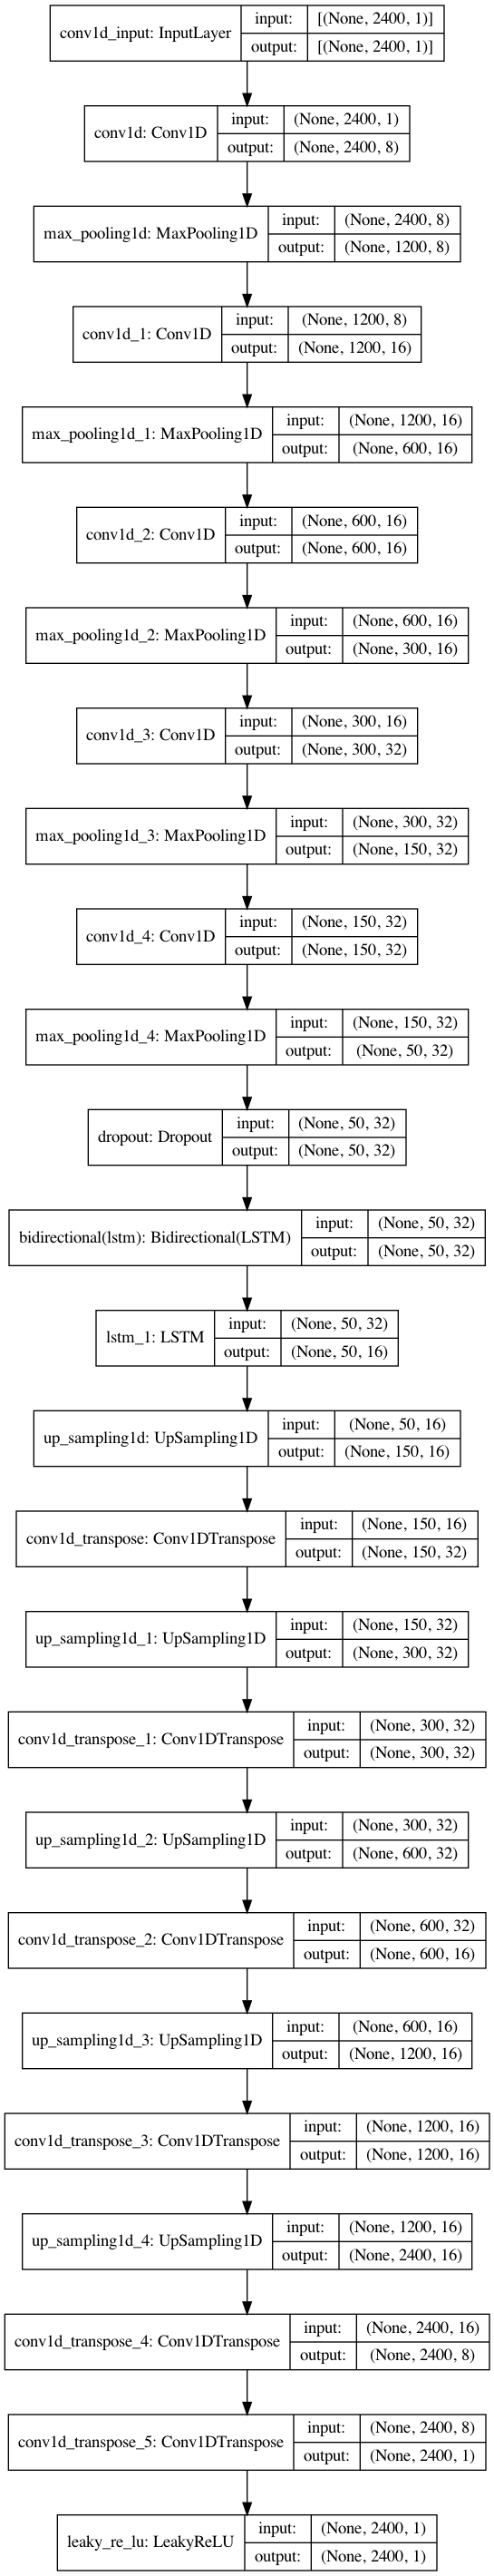 conv1d_input: InputLayer
input: [(None, 2400, 1)]
output: [(None, 2400, 1)]
conv1d: Conv1D
input: (None, 2400, 1)
output: (None, 2400, 8)
max_pooling1d: MaxPooling1D
input: (None, 2400, 8)
output: (None, 1200, 8)
conv1d_1: Conv1D
input: (None, 1200, 8)
output: (None, 1200, 16)
max_pooling1d_1: MaxPooling1D
input: (None, 1200, 16)
output: (None, 600, 16)
conv1d_2: Conv1D
input: (None, 600, 16)
output: (None, 600, 16)
max_pooling1d_2: MaxPooling1D
input: (None, 600, 16)
output: (None, 300, 16)
conv1d_3: Conv1D
input: (None, 300, 16)
output: (None, 300, 32)
max_pooling1d_3: MaxPooling1D
input: (None, 300, 32)
output: (None, 150, 32)
conv1d_4: Conv1D
input: (None, 150, 32)
output: (None, 150, 32)
max_pooling1d_4: MaxPooling1D
input: (None, 150, 32)
output: (None, 50, 32)
dropout: Dropout
input: (None, 50, 32)
output: (None, 50, 32)
bidirectional(lstm): Bidirectional(LSTM)
input: (None, 50, 32)
output: (None, 50, 32)
lstm_1: LSTM
input: (None, 50, 32)
output: (None, 50, 16)
up_sampling1d: UpSampling1D
input: (None, 50, 16)
output: (None, 150, 16)
conv1d_transpose: Conv1DTranspose
input: (None, 150, 16)
output: (None, 150, 32)
up_sampling1d_1: UpSampling1D
input: (None, 150, 32)
output: (None, 300, 32)
conv1d_transpose_1: Conv1DTranspose
input: (None, 300, 32)
output: (None, 300, 32)
up_sampling1d_2: UpSampling1D
input: (None, 300, 32)
output: (None, 600, 32)
conv1d_transpose_2: Conv1DTranspose
input: (None, 600, 32)
output: (None, 600, 16)
up_sampling1d_3: UpSampling1D
input: (None, 600, 16)
output: (None, 1200, 16)
conv1d_transpose_3: Conv1DTranspose
input: (None, 1200, 16)
output: (None, 1200, 16)
up_sampling1d_4: UpSampling1D
input: (None, 1200, 16)
output: (None, 2400, 16)
conv1d_transpose_4: Conv1DTranspose
input: (None, 2400, 16)
output: (None, 2400, 8)
conv1d_transpose_5: Conv1DTranspose
input: (None, 2400, 8)
output: (None, 2400, 1)
leaky_re_lu: LeakyReLU
input: (None, 2400, 1)
output: (None, 2400, 1)